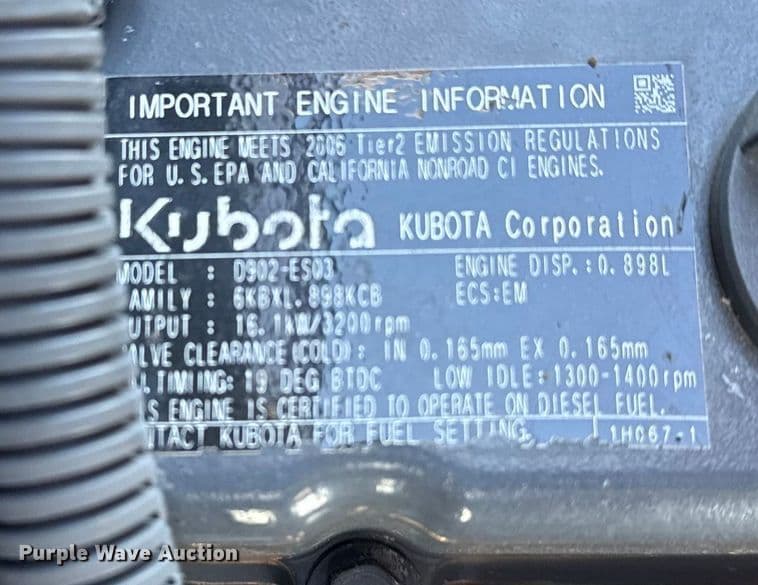 IMPORTANT ENGINE INFORMATION
THIS ENGINE MEETS 2006 Tier2 EMISSION REGULATIONS
FOR U.S. EPA AND CALIFORNIA NONROAD CI ENGINES.
Kubota KUBOTA Corporation
MODEL : D902-ES03 ENGINE DISP.:0.898L
AMILY : 6KBXL.898KCB ECS:EM
UTPUT : 16.1kW/3200rpm
ALVE CLEARANCE(COLD): IN 0.165mm EX 0.165mm
TIMING: 19 DEG BTDC LOW IDLE:1300-1400rpm
S ENGINE IS CERTIFIED TO OPERATE ON DIESEL FUEL.
NTACT KUBOTA FOR FUEL SETTING. 1H067-1
Purple Wave Auction